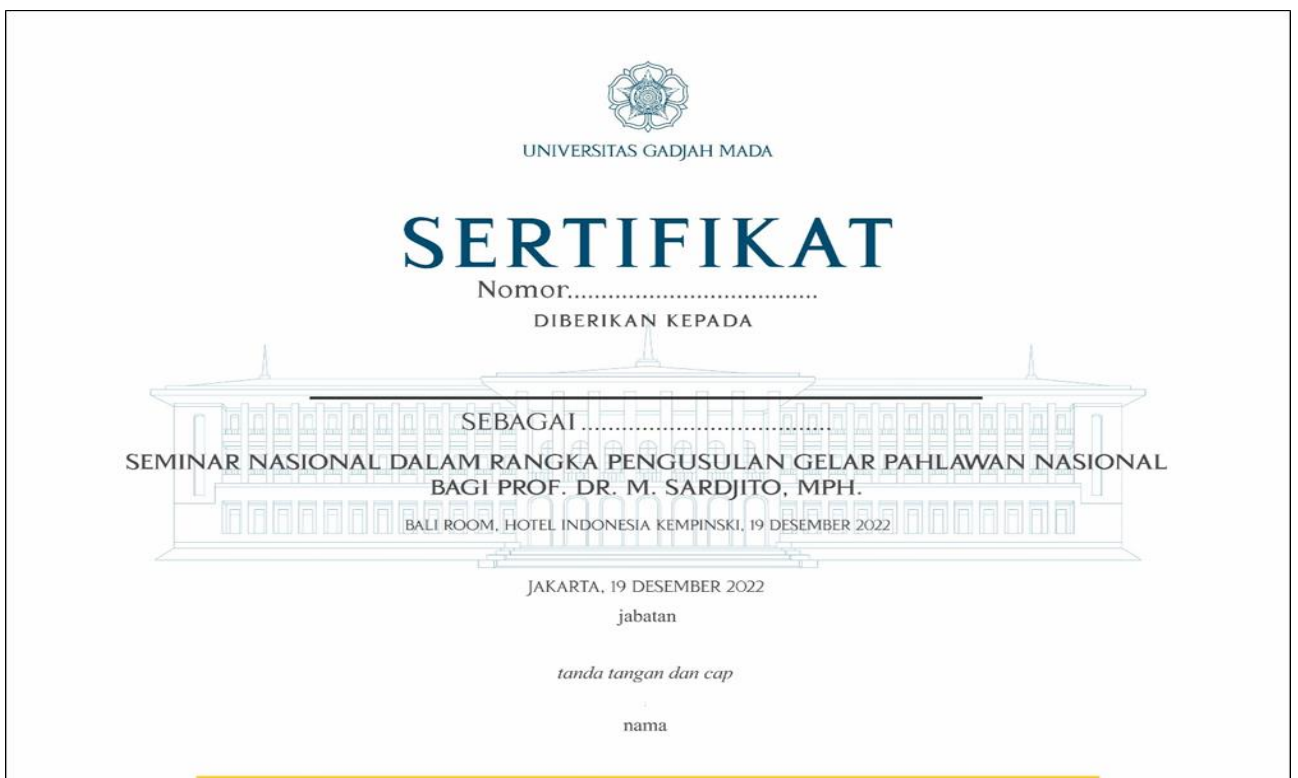 UNIVERSITAS GADJAH MADA
SERTIFIKAT
Nomor.....................................
DIBERIKAN KEPADA
SEBAGAI.....................................
SEMINAR NASIONAL DALAM RANGKA PENGUSULAN GELAR PAHLAWAN NASIONAL
BAGI PROF. DR. M. SARDJITO, MPH.
BALI ROOM, HOTEL INDONESIA KEMPINSKI, 19 DESEMBER 2022
JAKARTA, 19 DESEMBER 2022
jabatan
tanda tangan dan cap
nama